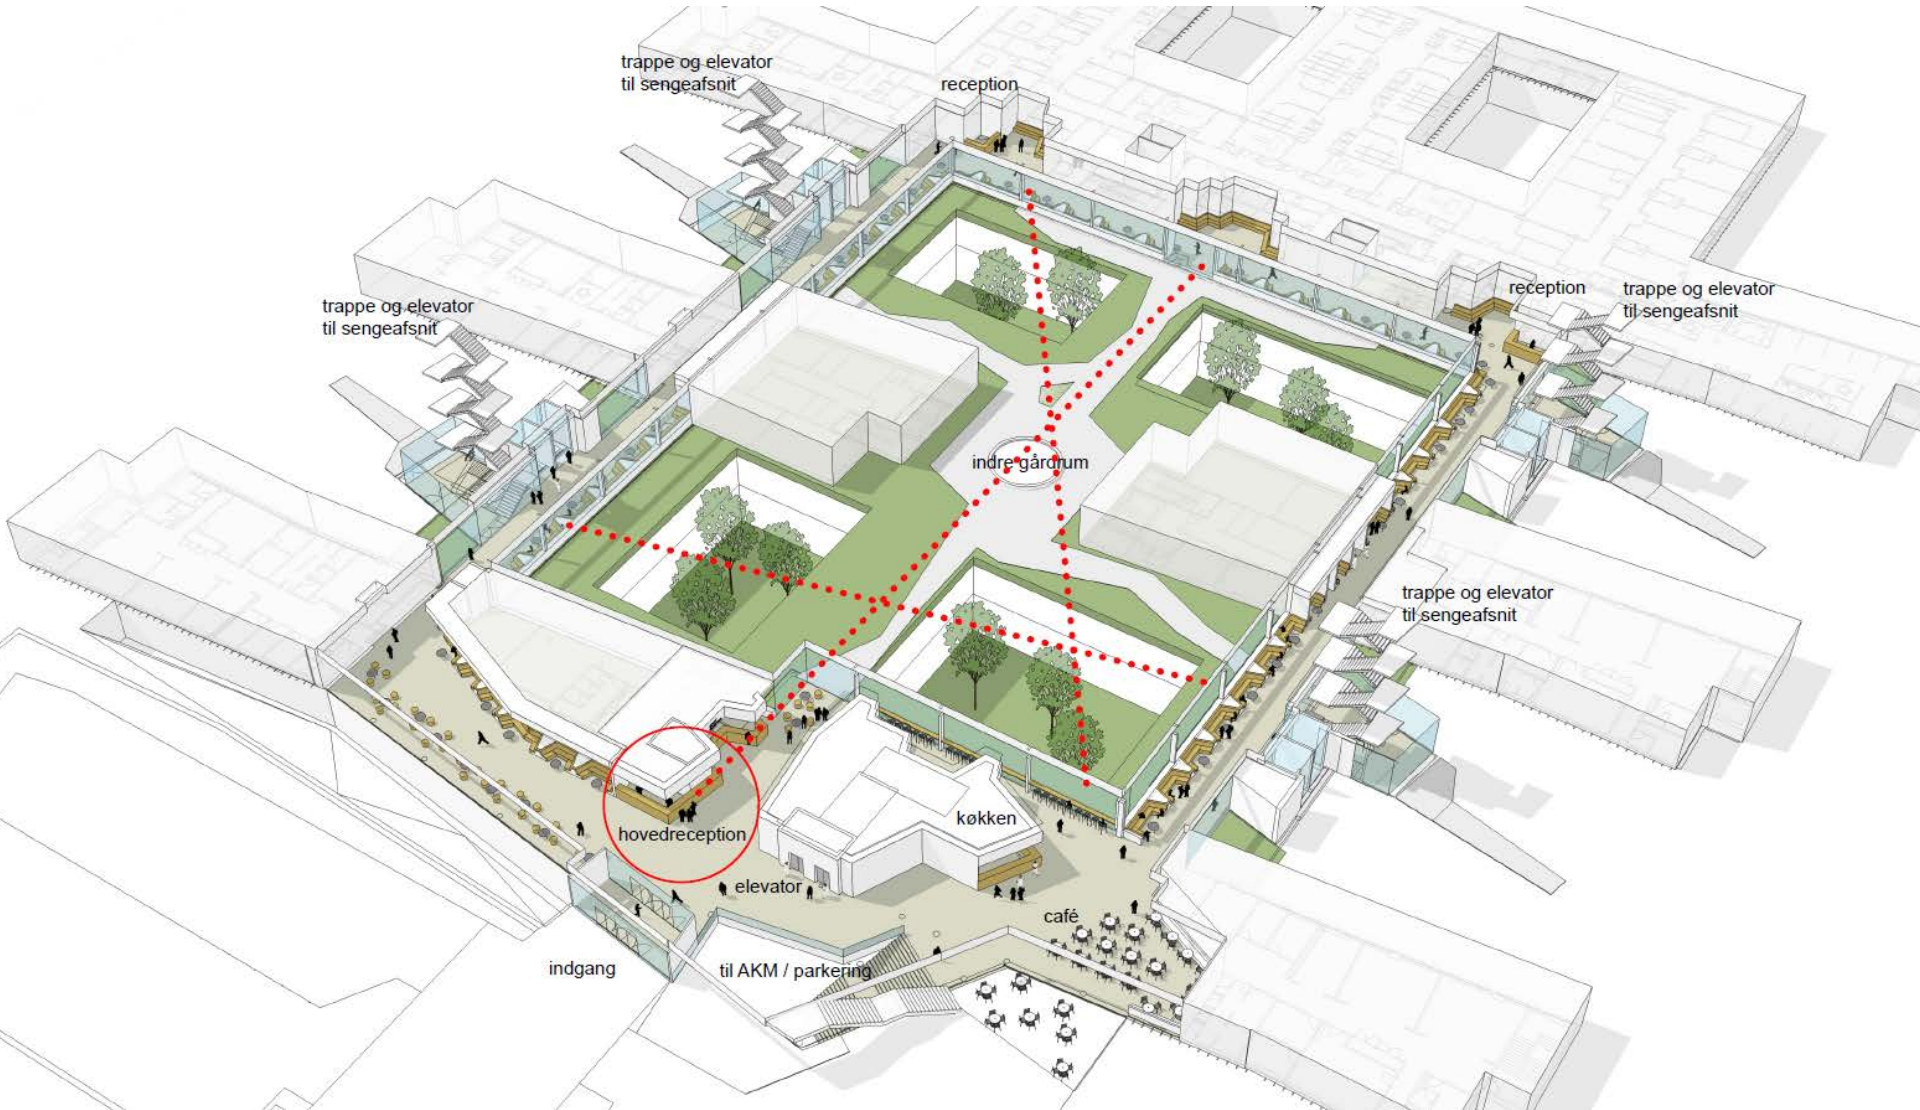 trappe og elevator
til sengeafsnit
reception
trappe og elevator
til sengeafsnit
reception
trappe og elevator
til sengeafsnit
indre gårdrum
trappe og elevator
til sengeafsnit
køkken
hovedreception
elevator
café
indgang
til AKM / parkering